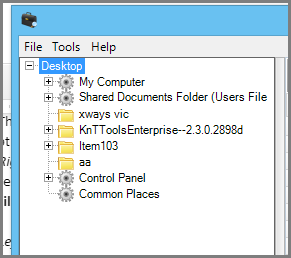 File Tools Help
Desktop
My Computer
Shared Documents Folder (Users File
xways vic
KnTToolsEnterprise--2.3.0.2898d
Item103
aa
Control Panel
Common Places